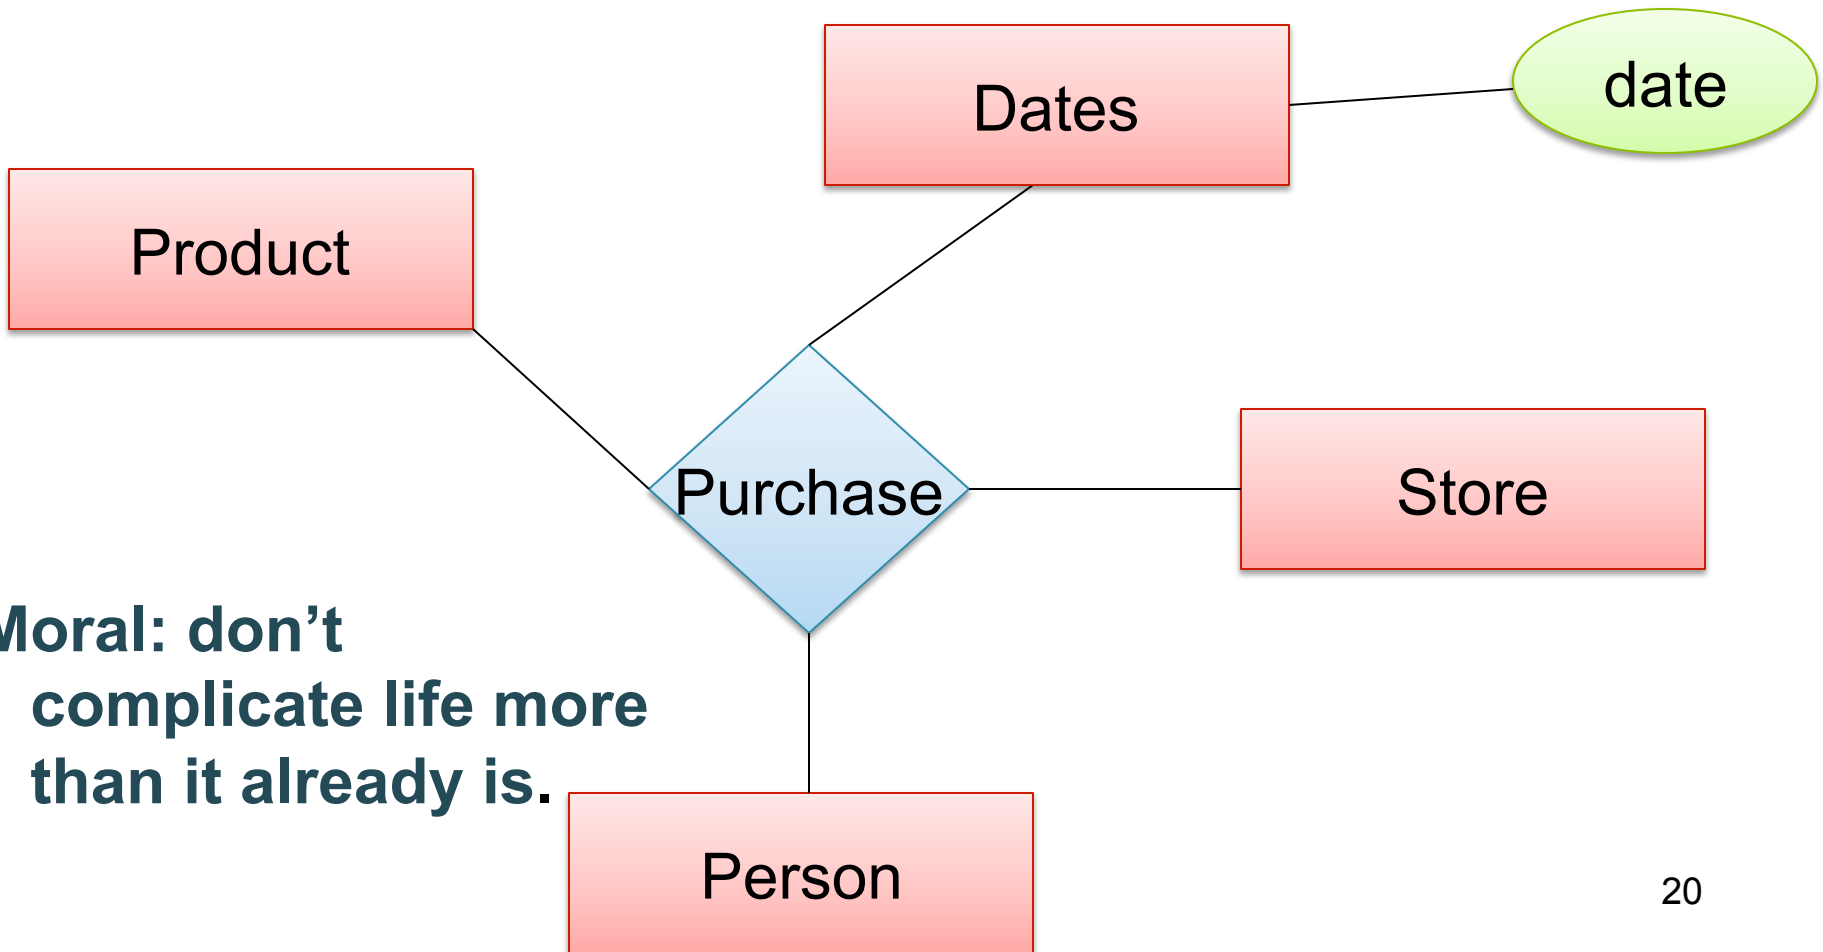 Dates
date
Product
Purchase
Store
Moral: don’t
complicate life more
than it already is.
Person
20